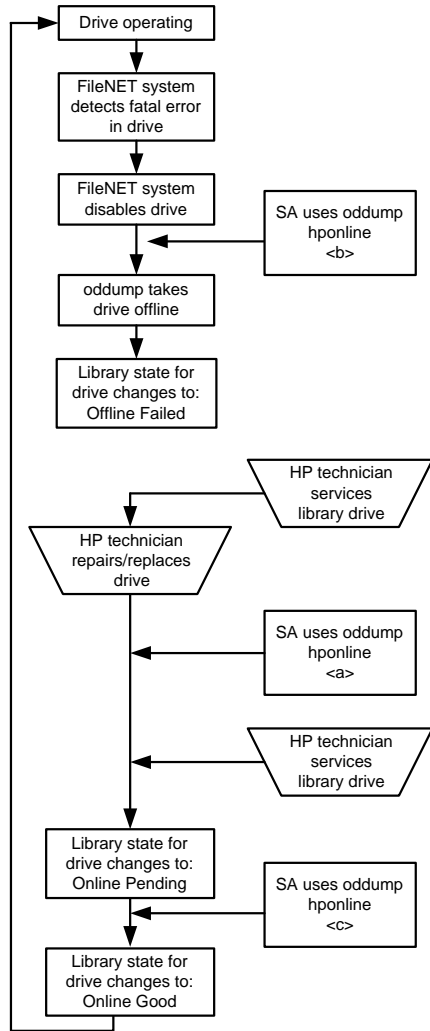 Drive operating
FileNET system
detects fatal error
in drive
FileNET system
disables drive
SA uses oddump
hponline
<b>
oddump takes
drive offline
Library state for
drive changes to:
Offline Failed
HP technician
services
library drive
HP technician
repairs/replaces
drive
SA uses oddump
hponline
<a>
HP technician
services
library drive
Library state for
drive changes to:
Online Pending
SA uses oddump
hponline
<c>
Library state for
drive changes to:
Online Good